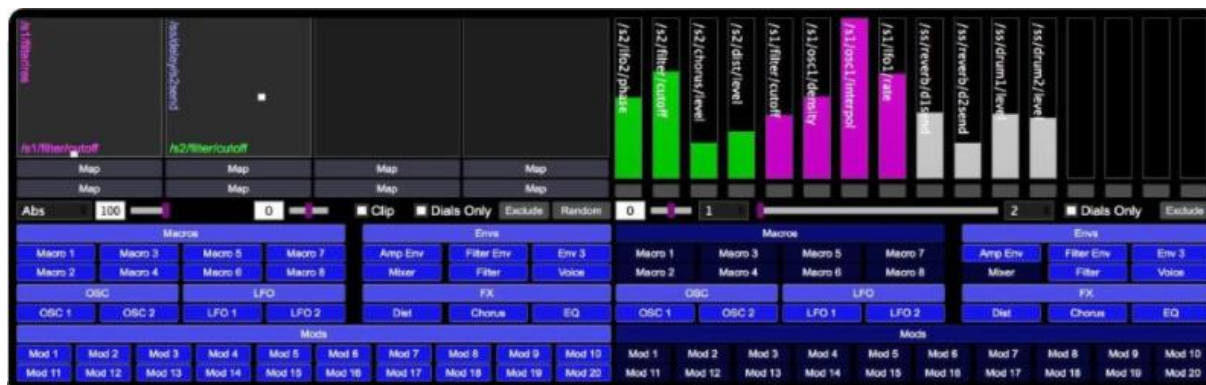 /s1/filter/res
/s1/filter/cutoff
/ss/delay/s2send
/s2/filter/cutoff
/s2/lfo2/phase
/s2/filter/cutoff
/s2/chorus/level
/s2/dist/level
/s1/filter/cutoff
/s1/osc1/density
/s1/osc1/interpol
/s1/lfo1/rate
/ss/reverb/d1send
/ss/reverb/d2send
/ss/drum1/level
/ss/drum2/level
Map Map Map Map
Map Map Map Map
Abs 100 0 Clip Dials Only Exclude Random 0 1 2 Dials Only Exclude
Macros Envs Macros Envs
Macro 1 Macro 3 Macro 5 Macro 7 Amp Env Filter Env Env 3 Macro 1 Macro 3 Macro 5 Macro 7 Amp Env Filter Env Env 3
Macro 2 Macro 4 Macro 6 Macro 8 Mixer Filter Voice Macro 2 Macro 4 Macro 6 Macro 8 Mixer Filter Voice
OSC LFO FX OSC LFO FX
OSC 1 OSC 2 LFO 1 LFO 2 Dist Chorus EQ OSC 1 OSC 2 LFO 1 LFO 2 Dist Chorus EQ
Mods Mods
Mod 1 Mod 2 Mod 3 Mod 4 Mod 5 Mod 6 Mod 7 Mod 8 Mod 9 Mod 10 Mod 1 Mod 2 Mod 3 Mod 4 Mod 5 Mod 6 Mod 7 Mod 8 Mod 9 Mod 10
Mod 11 Mod 12 Mod 13 Mod 14 Mod 15 Mod 16 Mod 17 Mod 18 Mod 19 Mod 20 Mod 11 Mod 12 Mod 13 Mod 14 Mod 15 Mod 16 Mod 17 Mod 18 Mod 19 Mod 20